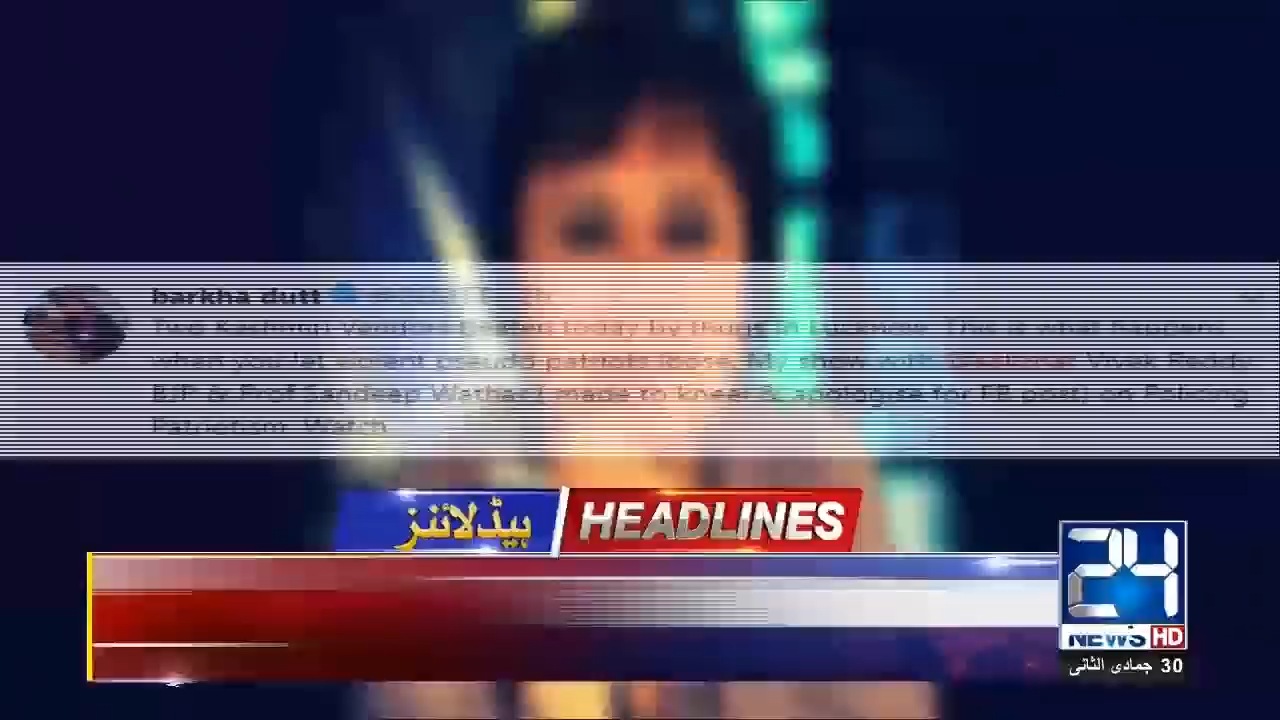 barkha dutt
Two Kashmiri Vendors beaten today by thugs in Lucknow. This is what happens
when you let violent pseudo patriots loose. My show with Vivek Reddy
BJP & Prof Sandeep Wathar ( made to kneel & apologise for FB post) on Policing
Patriotism. Watch
ہیڈلائنز HEADLINES
24
NEWS HD
30 جمادی الثانی